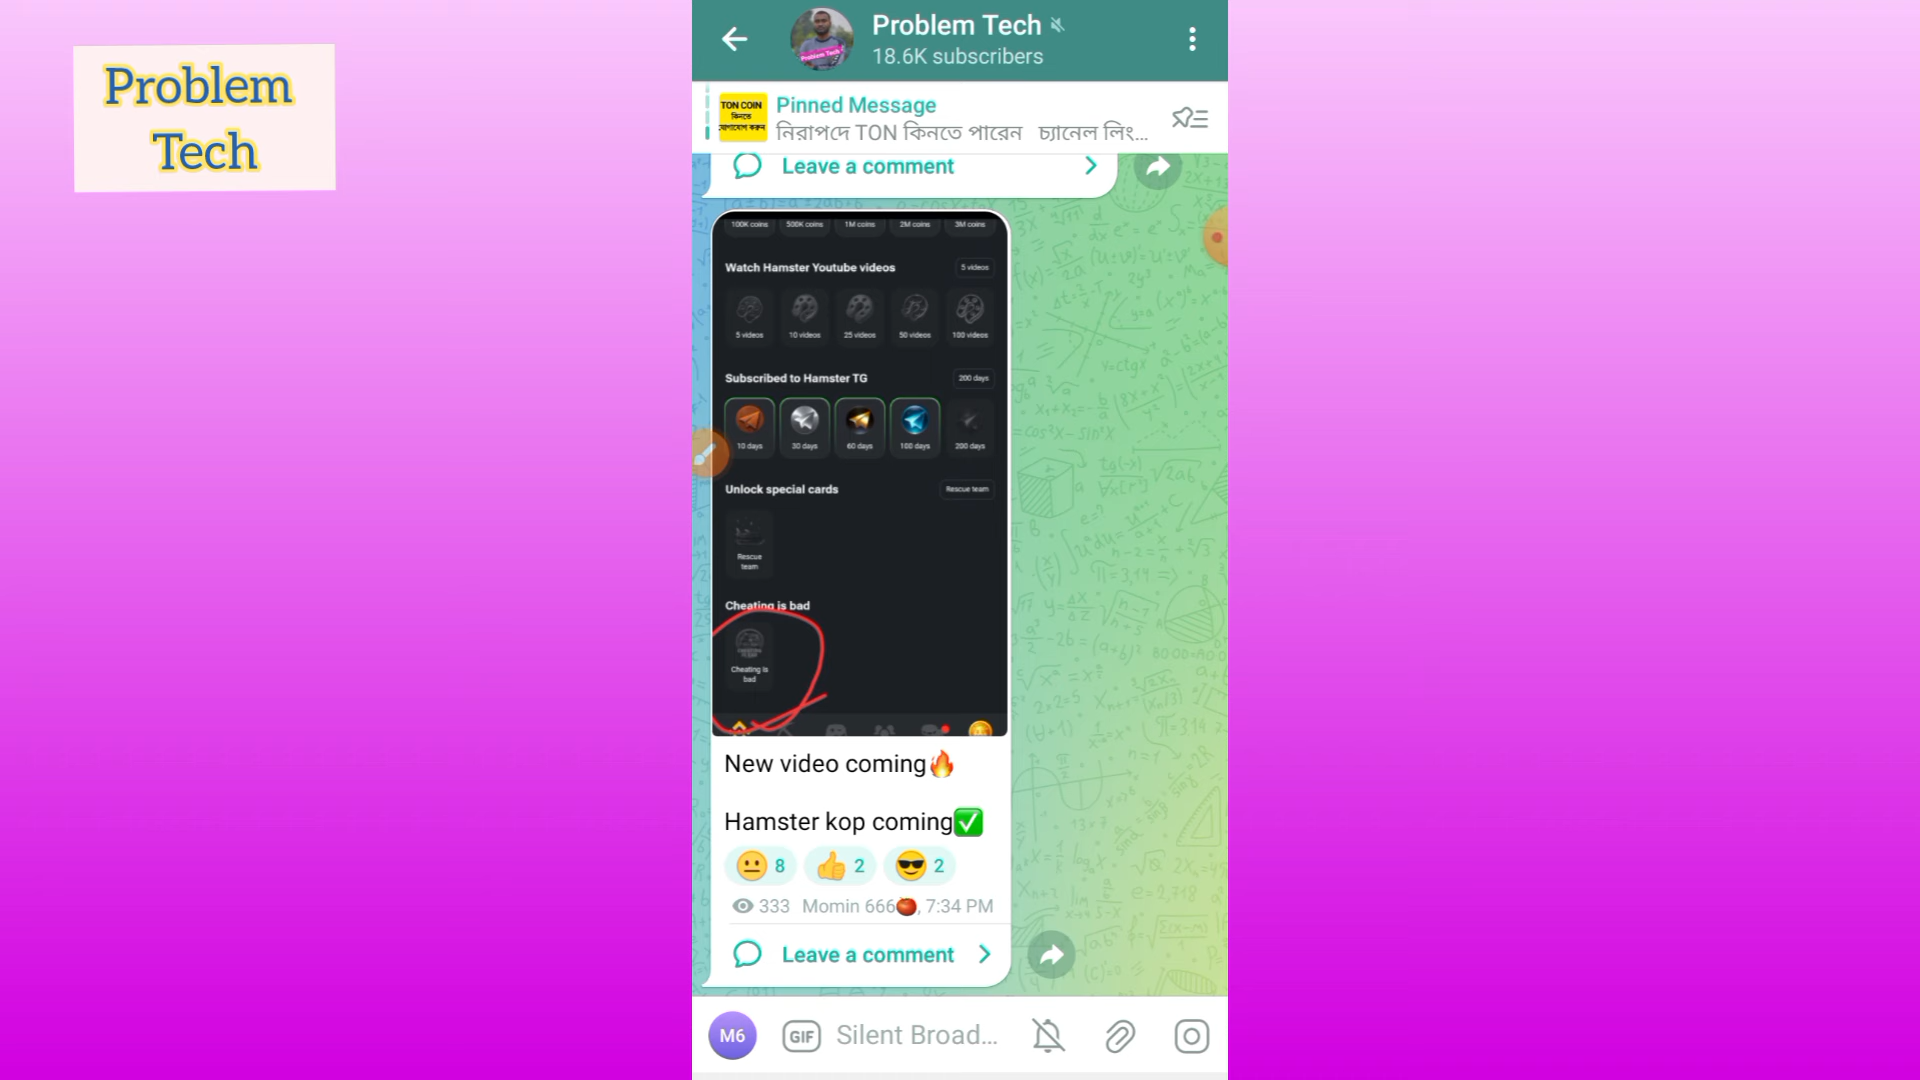 Problem
Tech
Problem Tech
18.6K subscribers
TON COIN
কিনতে
যোগাযোগ করুন
Pinned Message
নিরাপদে TON কিনতে পারেন চ্যানেল লিং...
Leave a comment
100K coins 500K coins 1M coins 2M coins 3M coins
Watch Hamster Youtube videos 5 videos
5 videos 10 videos 25 videos 50 videos 100 videos
Subscribed to Hamster TG 200 days
10 days 30 days 60 days 100 days 200 days
Unlock special cards Rescue team
Rescue
team
Cheating is bad
Cheating is
bad
New video coming🔥
Hamster kop coming✅
😐 8 👍 2 😎 2
333 Momin 666🍅, 7:34 PM
Leave a comment
M6 GIF Silent Broad...